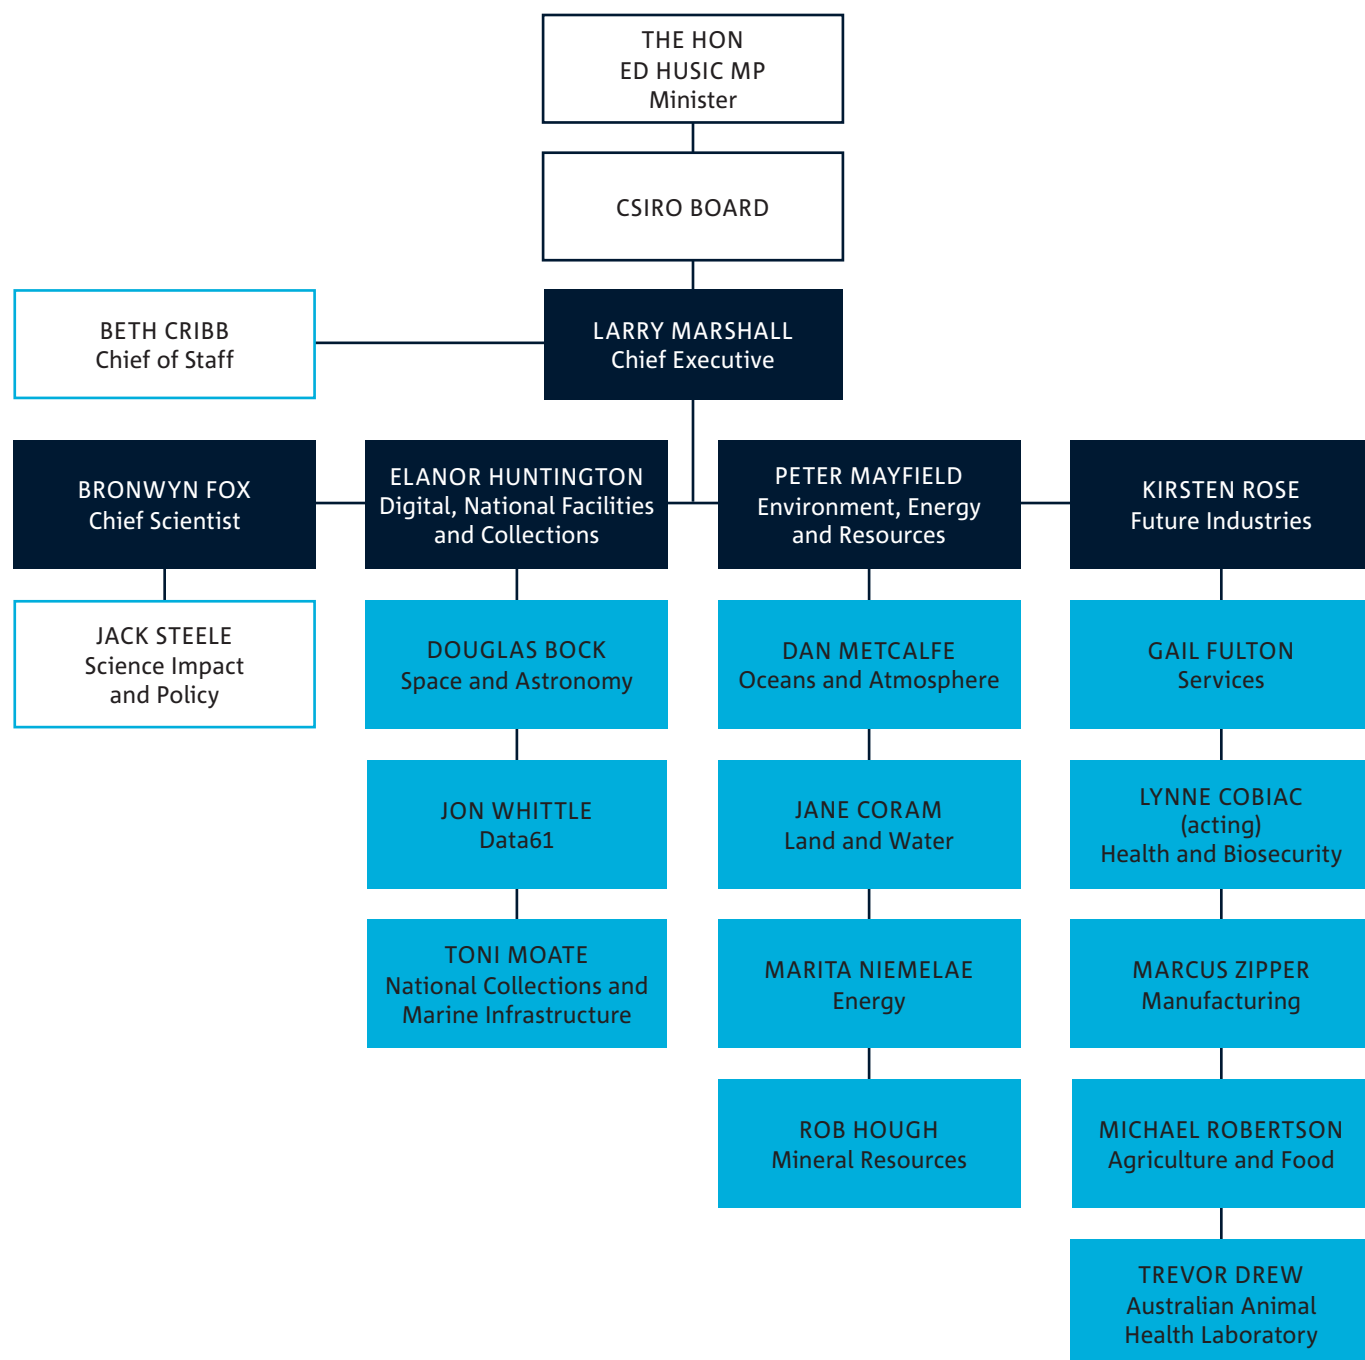 THE HON
ED HUSIC MP
Minister
CSIRO BOARD
BETH CRIBB
Chief of Staff
LARRY MARSHALL
Chief Executive
BRONWYN FOX
Chief Scientist
JACK STEELE
Science Impact
and Policy
ELANOR HUNTINGTON
Digital, National Facilities
and Collections
DOUGLAS BOCK
Space and Astronomy
JON WHITTLE
Data61
TONI MOATE
National Collections and
Marine Infrastructure
PETER MAYFIELD
Environment, Energy
and Resources
DAN METCALFE
Oceans and Atmosphere
JANE CORAM
Land and Water
MARITA NIEMELAE
Energy
ROB HOUGH
Mineral Resources
KIRSTEN ROSE
Future Industries
GAIL FULTON
Services
LYNNE COBIAC
(acting)
Health and Biosecurity
MARCUS ZIPPER
Manufacturing
MICHAEL ROBERTSON
Agriculture and Food
TREVOR DREW
Australian Animal
Health Laboratory